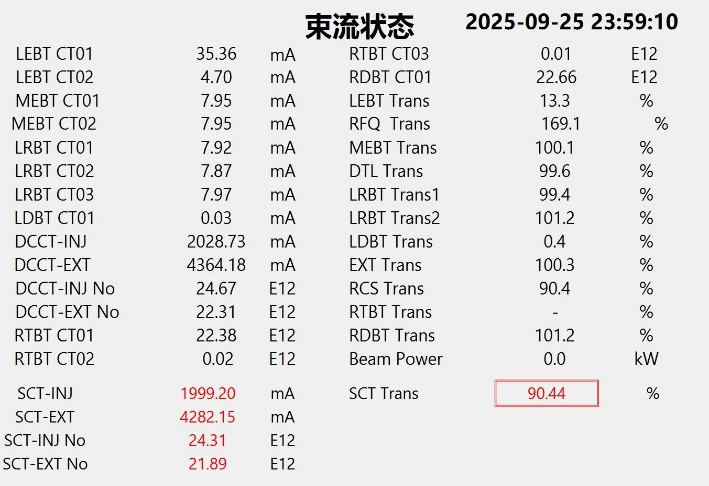 束流状态 2025-09-25 23:59:10
LEBT CT01 35.36 mA RTBT CT03 0.01 E12
LEBT CT02 4.70 mA RDBT CT01 22.66 E12
MEBT CT01 7.95 mA LEBT Trans 13.3 %
MEBT CT02 7.95 mA RFQ Trans 169.1 %
LRBT CT01 7.92 mA MEBT Trans 100.1 %
LRBT CT02 7.87 mA DTL Trans 99.6 %
LRBT CT03 7.97 mA LRBT Trans1 99.4 %
LDBT CT01 0.03 mA LRBT Trans2 101.2 %
DCCT-INJ 2028.73 mA LDBT Trans 0.4 %
DCCT-EXT 4364.18 mA EXT Trans 100.3 %
DCCT-INJ No 24.67 E12 RCS Trans 90.4 %
DCCT-EXT No 22.31 E12 RTBT Trans - %
RTBT CT01 22.38 E12 RDBT Trans 101.2 %
RTBT CT02 0.02 E12 Beam Power 0.0 kW
SCT-INJ 1999.20 mA SCT Trans 90.44 %
SCT-EXT 4282.15 mA
SCT-INJ No 24.31 E12
SCT-EXT No 21.89 E12